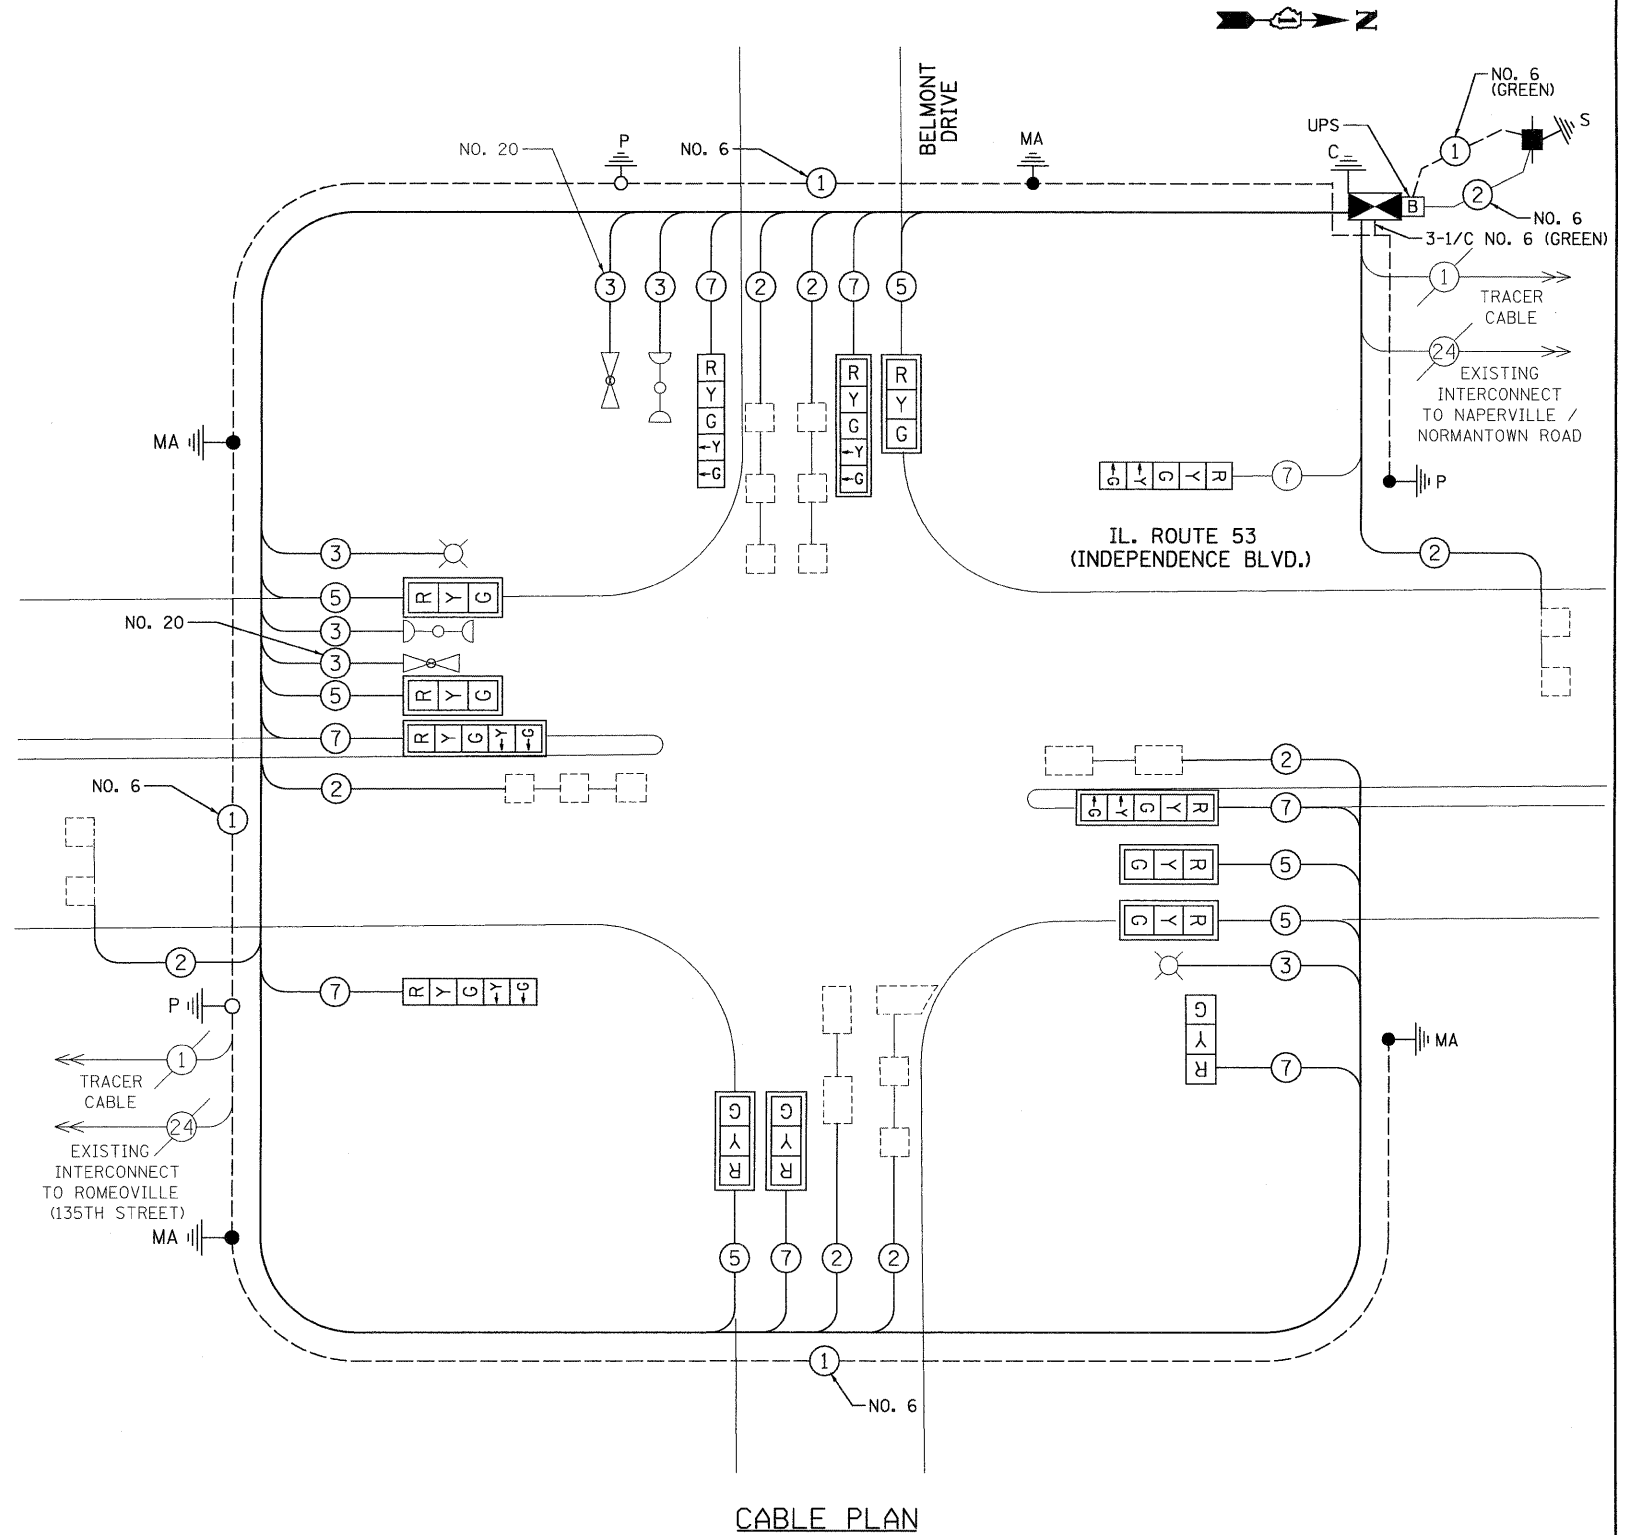 N
NO. 6
(GREEN)
UPS
S
C
1
B
2
NO. 6
3-1/C NO. 6 (GREEN)
BELMONT
DRIVE
NO. 20
P
NO. 6
1
MA
3
3
7
2
2
7
5
1
TRACER
CABLE
24
EXISTING
INTERCONNECT
TO NAPERVILLE /
NORMANTOWN ROAD
R
Y
G
←Y
←G
R
Y
G
←Y
←G
R
Y
G
MA
←G ←Y G Y R
7
P
IL. ROUTE 53
(INDEPENDENCE BLVD.)
2
3
5
R Y G
NO. 20
3
3
5
R Y G
7
R Y G ←Y ←G
NO. 6
2
1
2
←G ←Y G Y R
7
G Y R
5
G Y R
5
3
2
7
R Y G ←Y ←G
P
1
TRACER
CABLE
24
EXISTING
INTERCONNECT
TO ROMEOVILLE
(135TH STREET)
MA
G
Y
R
7
MA
G
Y
R
G
Y
R
5
7
2
2
1
NO. 6
CABLE PLAN